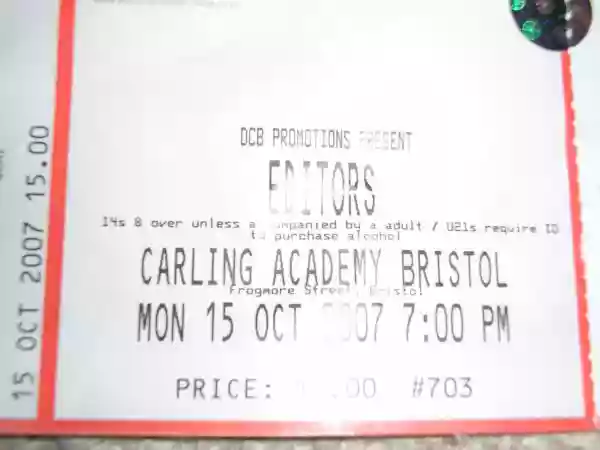 DCB PROMOTIONS PRESENT
EDITORS
14s & over unless accompanied by a adult / U21s require ID
to purchase alcohol
CARLING ACADEMY BRISTOL
Frogmore Street, Bristol
MON 15 OCT 2007 7:00 PM
PRICE: .00 #703
15 OCT 2007 15.00